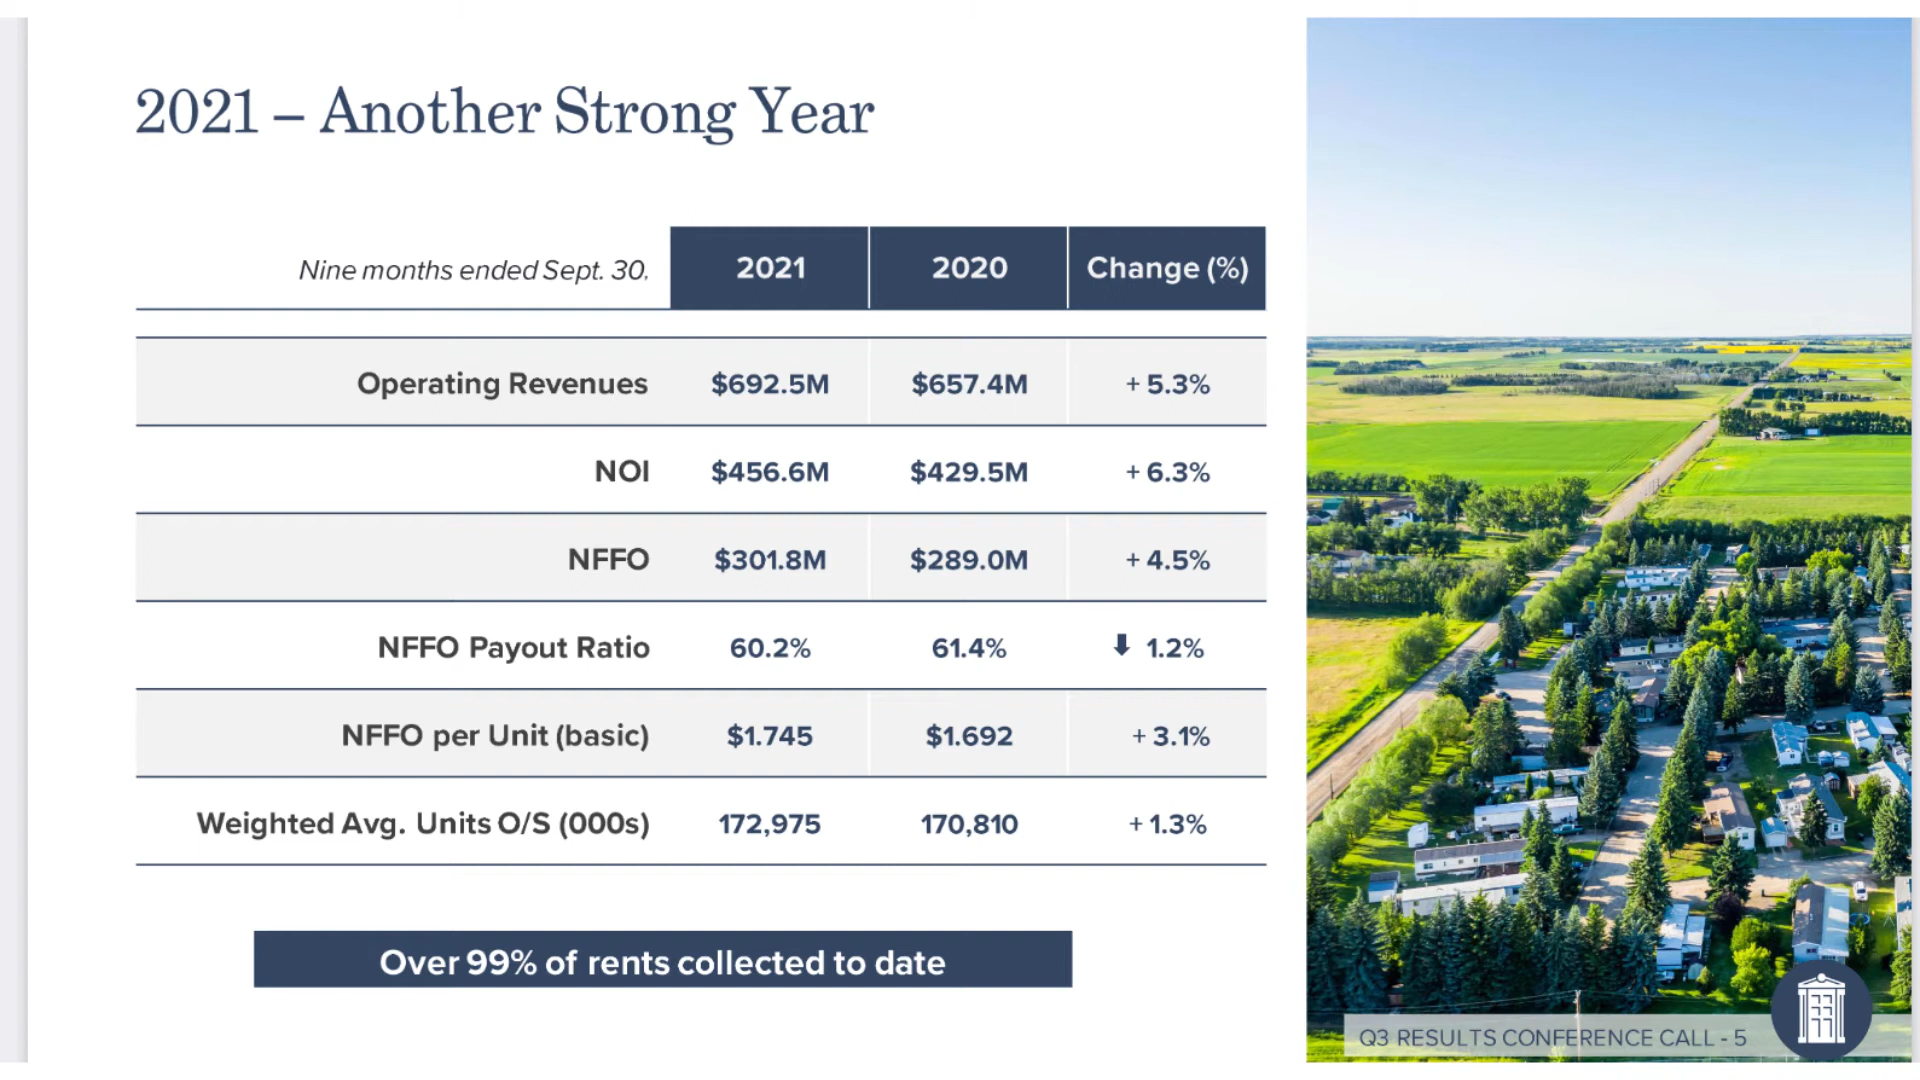 2021 – Another Strong Year
Nine months ended Sept. 30, 2021 2020 Change (%)
Operating Revenues $692.5M $657.4M + 5.3%
NOI $456.6M $429.5M + 6.3%
NFFO $301.8M $289.0M + 4.5%
NFFO Payout Ratio 60.2% 61.4% ⬇ 1.2%
NFFO per Unit (basic) $1.745 $1.692 + 3.1%
Weighted Avg. Units O/S (000s) 172,975 170,810 + 1.3%
Over 99% of rents collected to date
Q3 RESULTS CONFERENCE CALL - 5